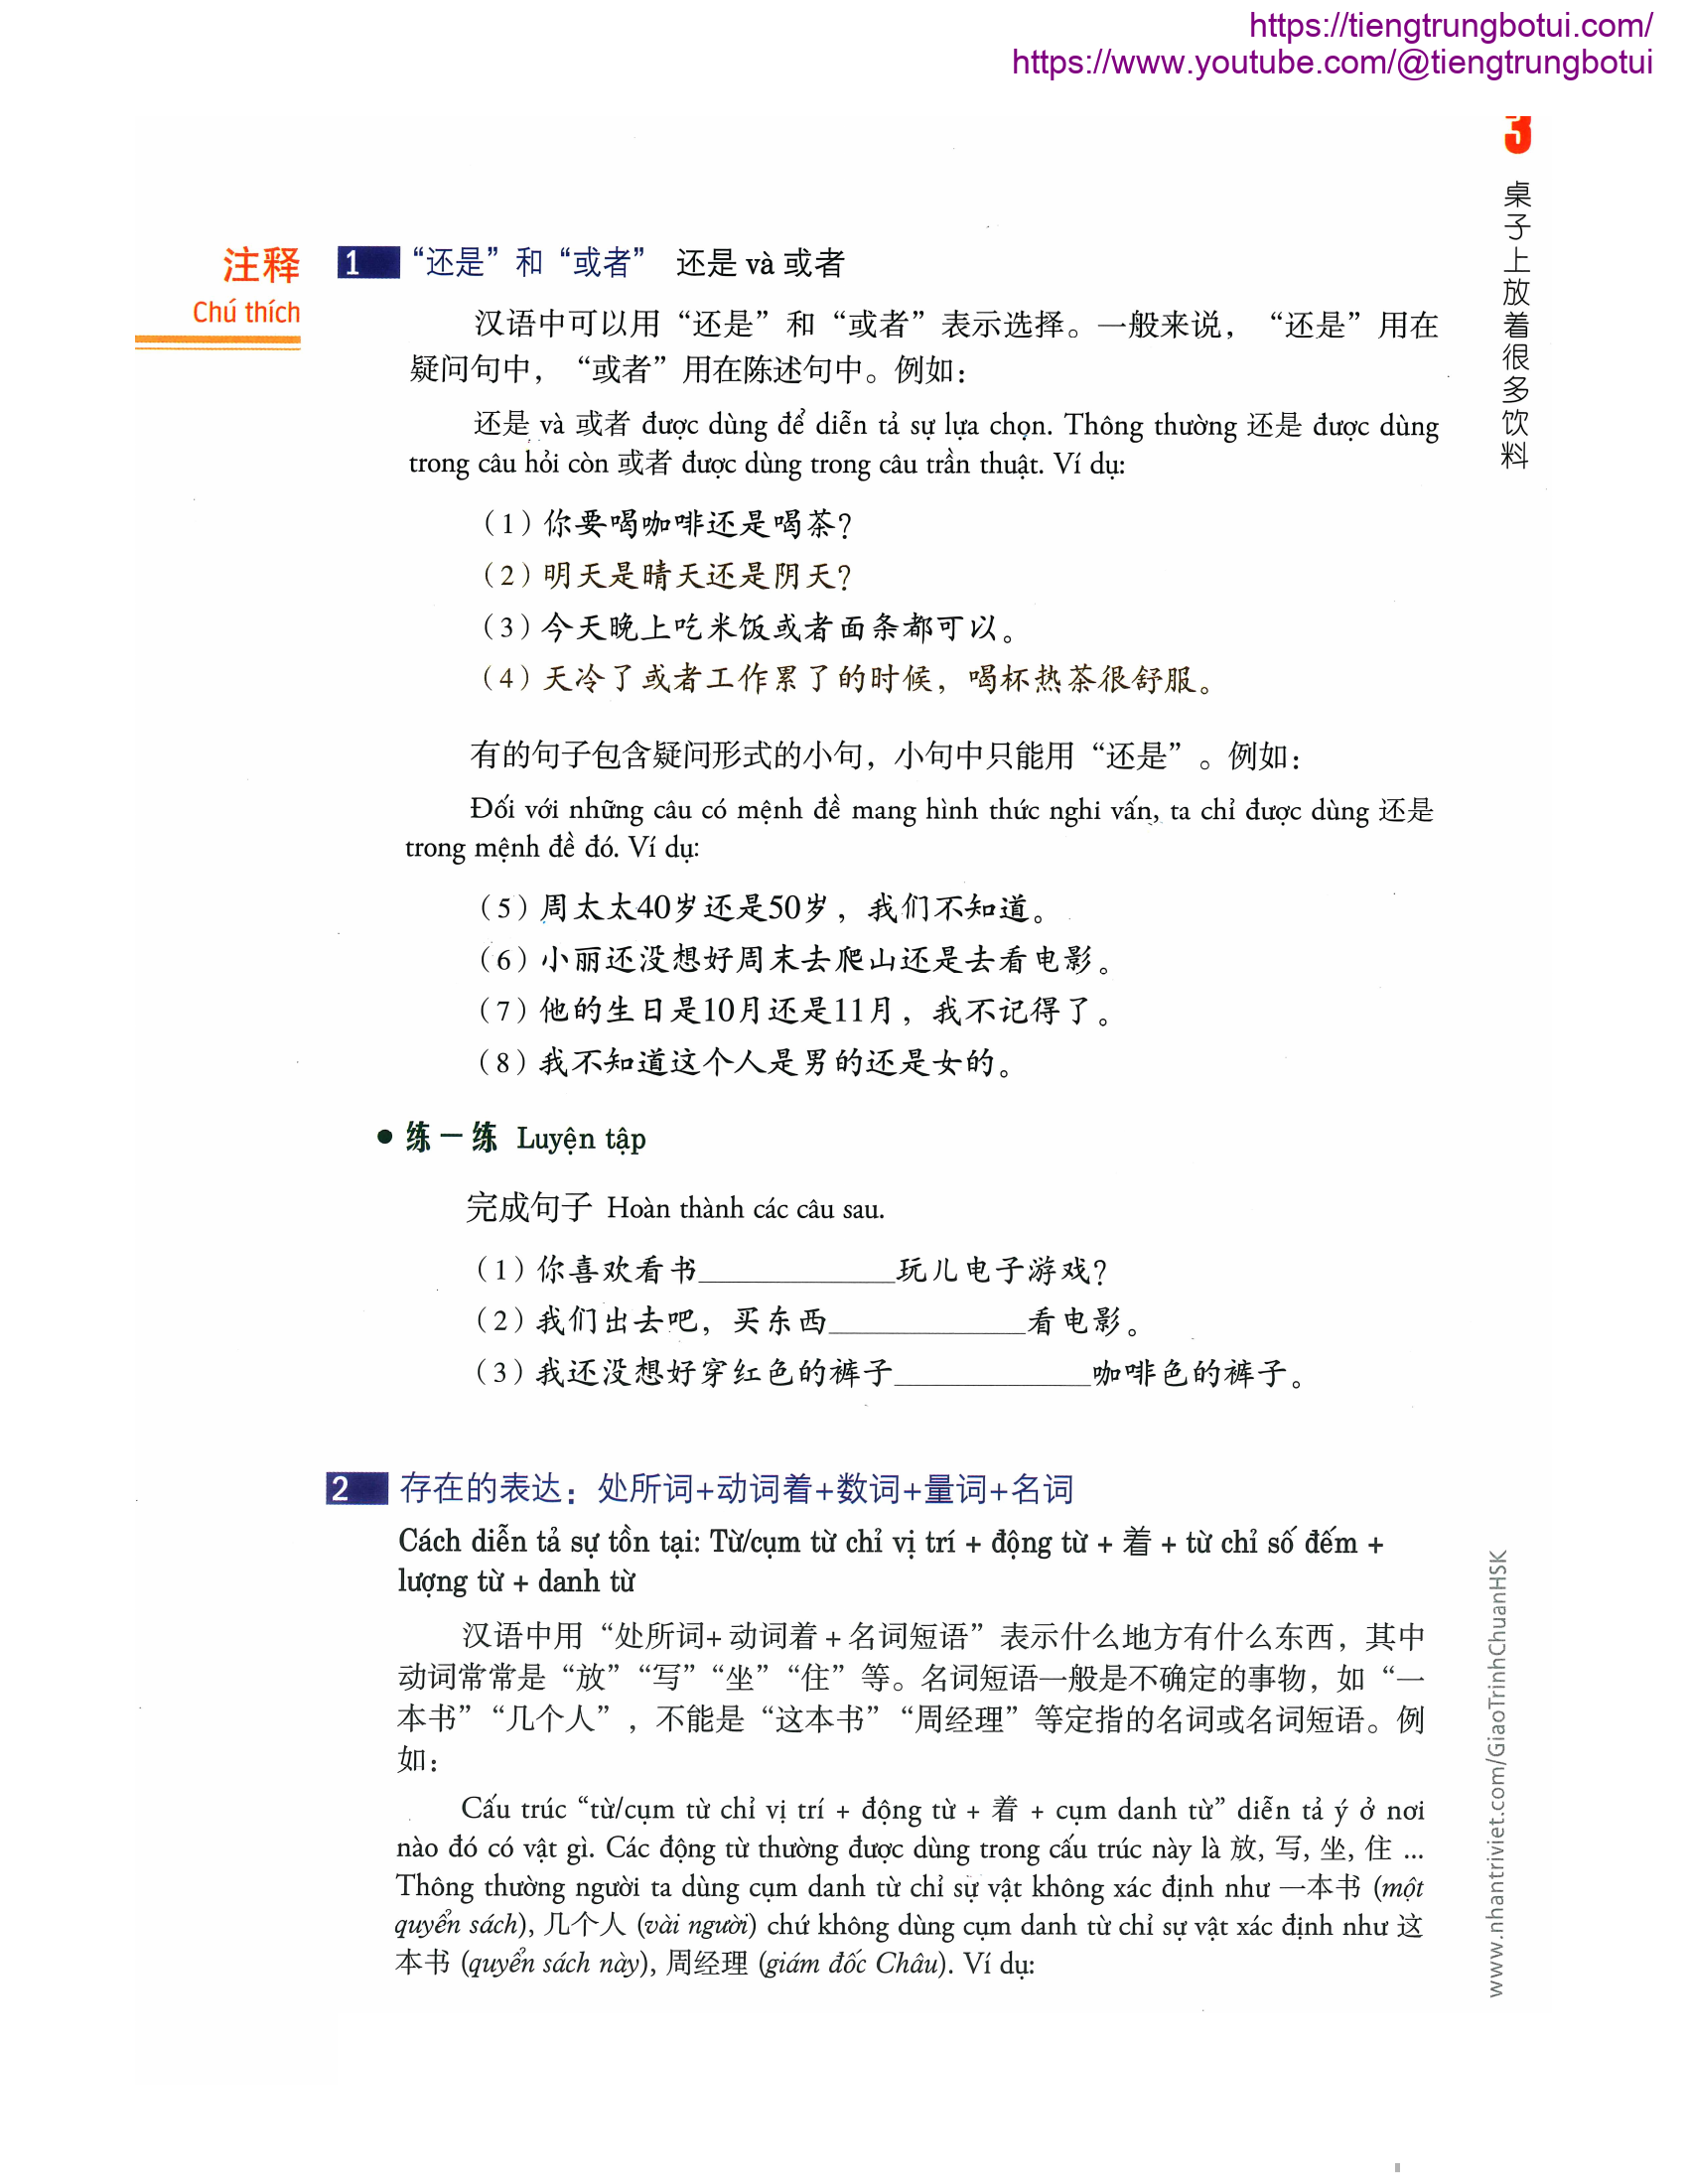 https://tiengtrungbotui.com/
https://www.youtube.com/@tiengtrungbotui
3
桌子上放着很多饮料
注释
Chú thích
1 “还是”和“或者” 还是 và 或者
汉语中可以用“还是”和“或者”表示选择。一般来说，“还是”用在
疑问句中，“或者”用在陈述句中。例如：
还是 và 或者 được dùng để diễn tả sự lựa chọn. Thông thường 还是 được dùng
trong câu hỏi còn 或者 được dùng trong câu trần thuật. Ví dụ:
（1）你要喝咖啡还是喝茶？
（2）明天是晴天还是阴天？
（3）今天晚上吃米饭或者面条都可以。
（4）天冷了或者工作累了的时候，喝杯热茶很舒服。
有的句子包含疑问形式的小句，小句中只能用“还是”。例如：
Đối với những câu có mệnh đề mang hình thức nghi vấn, ta chỉ được dùng 还是
trong mệnh đề đó. Ví dụ:
（5）周太太40岁还是50岁，我们不知道。
（6）小丽还没想好周末去爬山还是去看电影。
（7）他的生日是10月还是11月，我不记得了。
（8）我不知道这个人是男的还是女的。
● 练一练 Luyện tập
完成句子 Hoàn thành các câu sau.
（1）你喜欢看书____________玩儿电子游戏？
（2）我们出去吧，买东西____________看电影。
（3）我还没想好穿红色的裤子____________咖啡色的裤子。
2 存在的表达：处所词+动词着+数词+量词+名词
Cách diễn tả sự tồn tại: Từ/cụm từ chỉ vị trí + động từ + 着 + từ chỉ số đếm +
lượng từ + danh từ
汉语中用“处所词+动词着+名词短语”表示什么地方有什么东西，其中
动词常常是“放”“写”“坐”“住”等。名词短语一般是不确定的事物，如“一
本书”“几个人”，不能是“这本书”“周经理”等定指的名词或名词短语。例
如：
Cấu trúc “từ/cụm từ chỉ vị trí + động từ + 着 + cụm danh từ” diễn tả ý ở nơi
nào đó có vật gì. Các động từ thường được dùng trong cấu trúc này là 放, 写, 坐, 住 ...
Thông thường người ta dùng cụm danh từ chỉ sự vật không xác định như 一本书 (một
quyển sách), 几个人 (vài người) chứ không dùng cụm danh từ chỉ sự vật xác định như 这
本书 (quyển sách này), 周经理 (giám đốc Châu). Ví dụ:
www.nhantriviet.com/GiaoTrinhChuanHSK